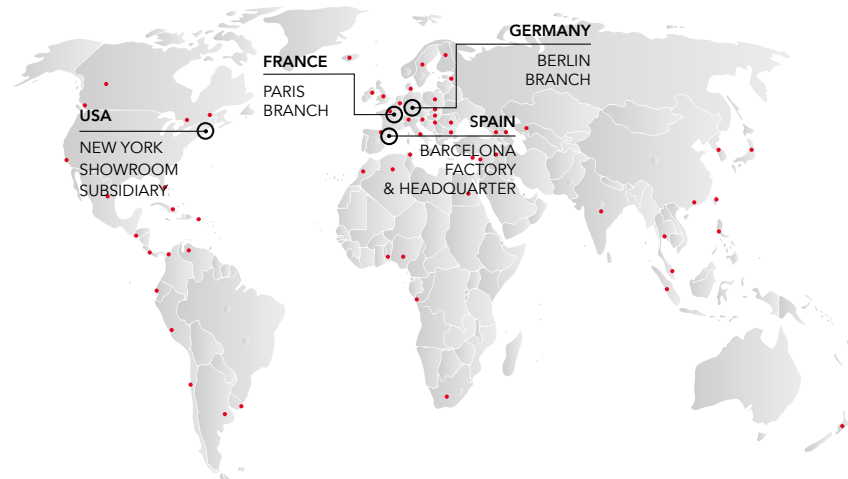 GERMANY
BERLIN
BRANCH
FRANCE
PARIS
BRANCH
USA
NEW YORK
SHOWROOM
SUBSIDIARY
SPAIN
BARCELONA
FACTORY
& HEADQUARTER